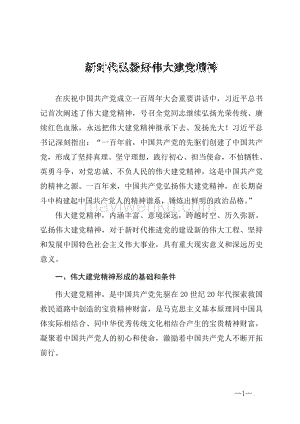 新时代弘扬好伟大建党精神
在庆祝中国共产党成立一百周年大会重要讲话中，习近平总书
记首次阐述了伟大建党精神，号召全党同志继续弘扬光荣传统、赓
续红色血脉，永远把伟大建党精神继承下去、发扬光大！习近平总
书记深刻指出：“一百年前，中国共产党的先驱们创建了中国共产
党，形成了坚持真理、坚守理想，践行初心、担当使命，不怕牺牲、
英勇斗争，对党忠诚、不负人民的伟大建党精神，这是中国共产党
的精神之源。一百年来，中国共产党弘扬伟大建党精神，在长期奋
斗中构建起中国共产党人的精神谱系，锤炼出鲜明的政治品格。”
伟大建党精神，内涵丰富、意境深远，跨越时空、历久弥新。
弘扬伟大建党精神，对于新时代推进党的建设新的伟大工程、坚持
和发展中国特色社会主义伟大事业，具有重大现实意义和深远历史
意义。
一、伟大建党精神形成的基础和条件
伟大建党精神，是中国共产党先驱在 20 世纪 20 年代探索救国
救民道路中创造的宝贵精神财富，是马克思主义基本原理同中国具
体实际相结合、同中华优秀传统文化相结合产生的宝贵精神财富，
凝聚着中国共产党人的初心和使命，激励着中国共产党人不断开拓
前行。
—1—